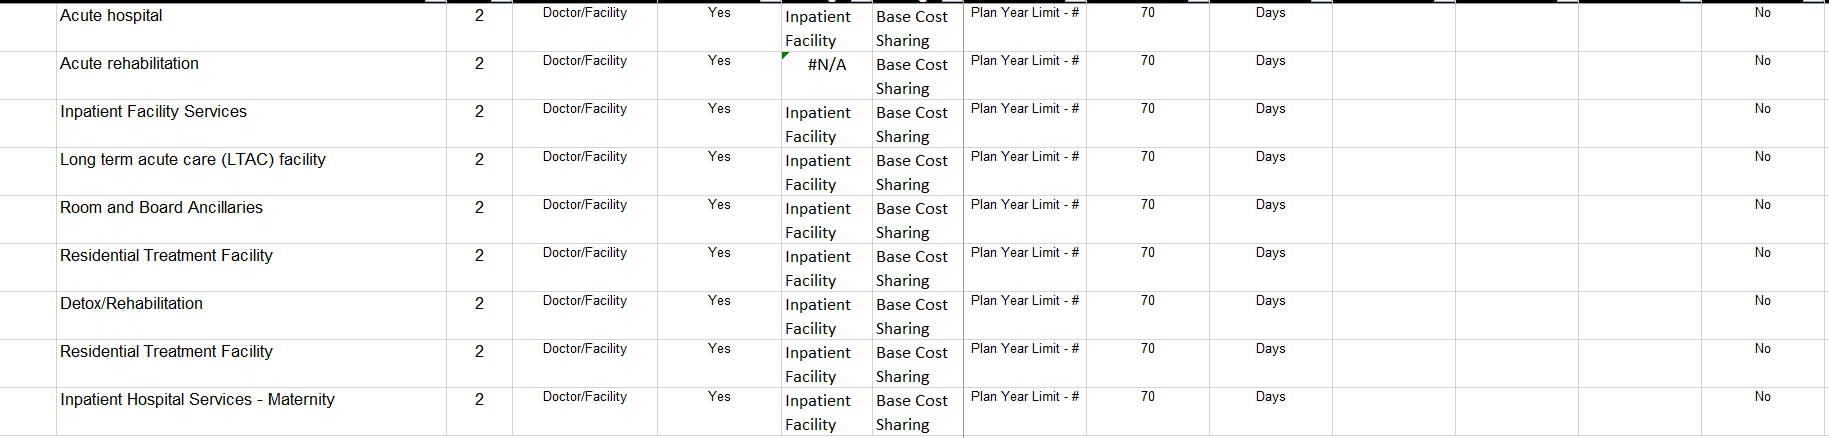 Acute hospital 2 Doctor/Facility Yes Inpatient Facility Base Cost Sharing Plan Year Limit - # 70 Days No
Acute rehabilitation 2 Doctor/Facility Yes #N/A Base Cost Sharing Plan Year Limit - # 70 Days No
Inpatient Facility Services 2 Doctor/Facility Yes Inpatient Facility Base Cost Sharing Plan Year Limit - # 70 Days No
Long term acute care (LTAC) facility 2 Doctor/Facility Yes Inpatient Facility Base Cost Sharing Plan Year Limit - # 70 Days No
Room and Board Ancillaries 2 Doctor/Facility Yes Inpatient Facility Base Cost Sharing Plan Year Limit - # 70 Days No
Residential Treatment Facility 2 Doctor/Facility Yes Inpatient Facility Base Cost Sharing Plan Year Limit - # 70 Days No
Detox/Rehabilitation 2 Doctor/Facility Yes Inpatient Facility Base Cost Sharing Plan Year Limit - # 70 Days No
Residential Treatment Facility 2 Doctor/Facility Yes Inpatient Facility Base Cost Sharing Plan Year Limit - # 70 Days No
Inpatient Hospital Services - Maternity 2 Doctor/Facility Yes Inpatient Facility Base Cost Sharing Plan Year Limit - # 70 Days No